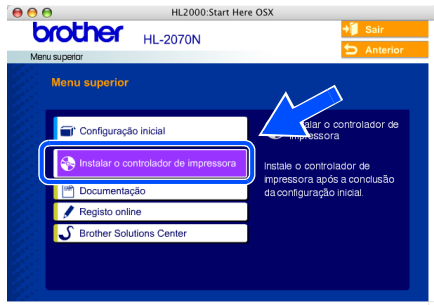 HL2000:Start Here OSX
brother
HL-2070N
Sair
Anterior
Menu superior
Menu superior
Configuração inicial
Instalar o controlador de impressora
Documentação
Registo online
Brother Solutions Center
alar o controlador de
impressora
Instale o controlador de
impressora após a conclusão
da configuração inicial.